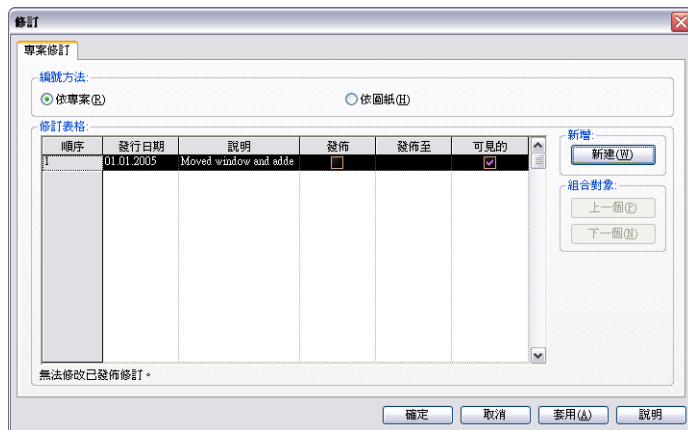 修訂
專案修訂
編號方法:
依專案(R)
依圖紙(H)
修訂表格:
順序 發行日期 說明 發佈 發佈至 可見的
1 01.01.2005 Moved window and adde
新增:
新建(W)
組合對象:
上一個(P)
下一個(N)
無法修改已發佈修訂。
確定 取消 套用(A) 說明